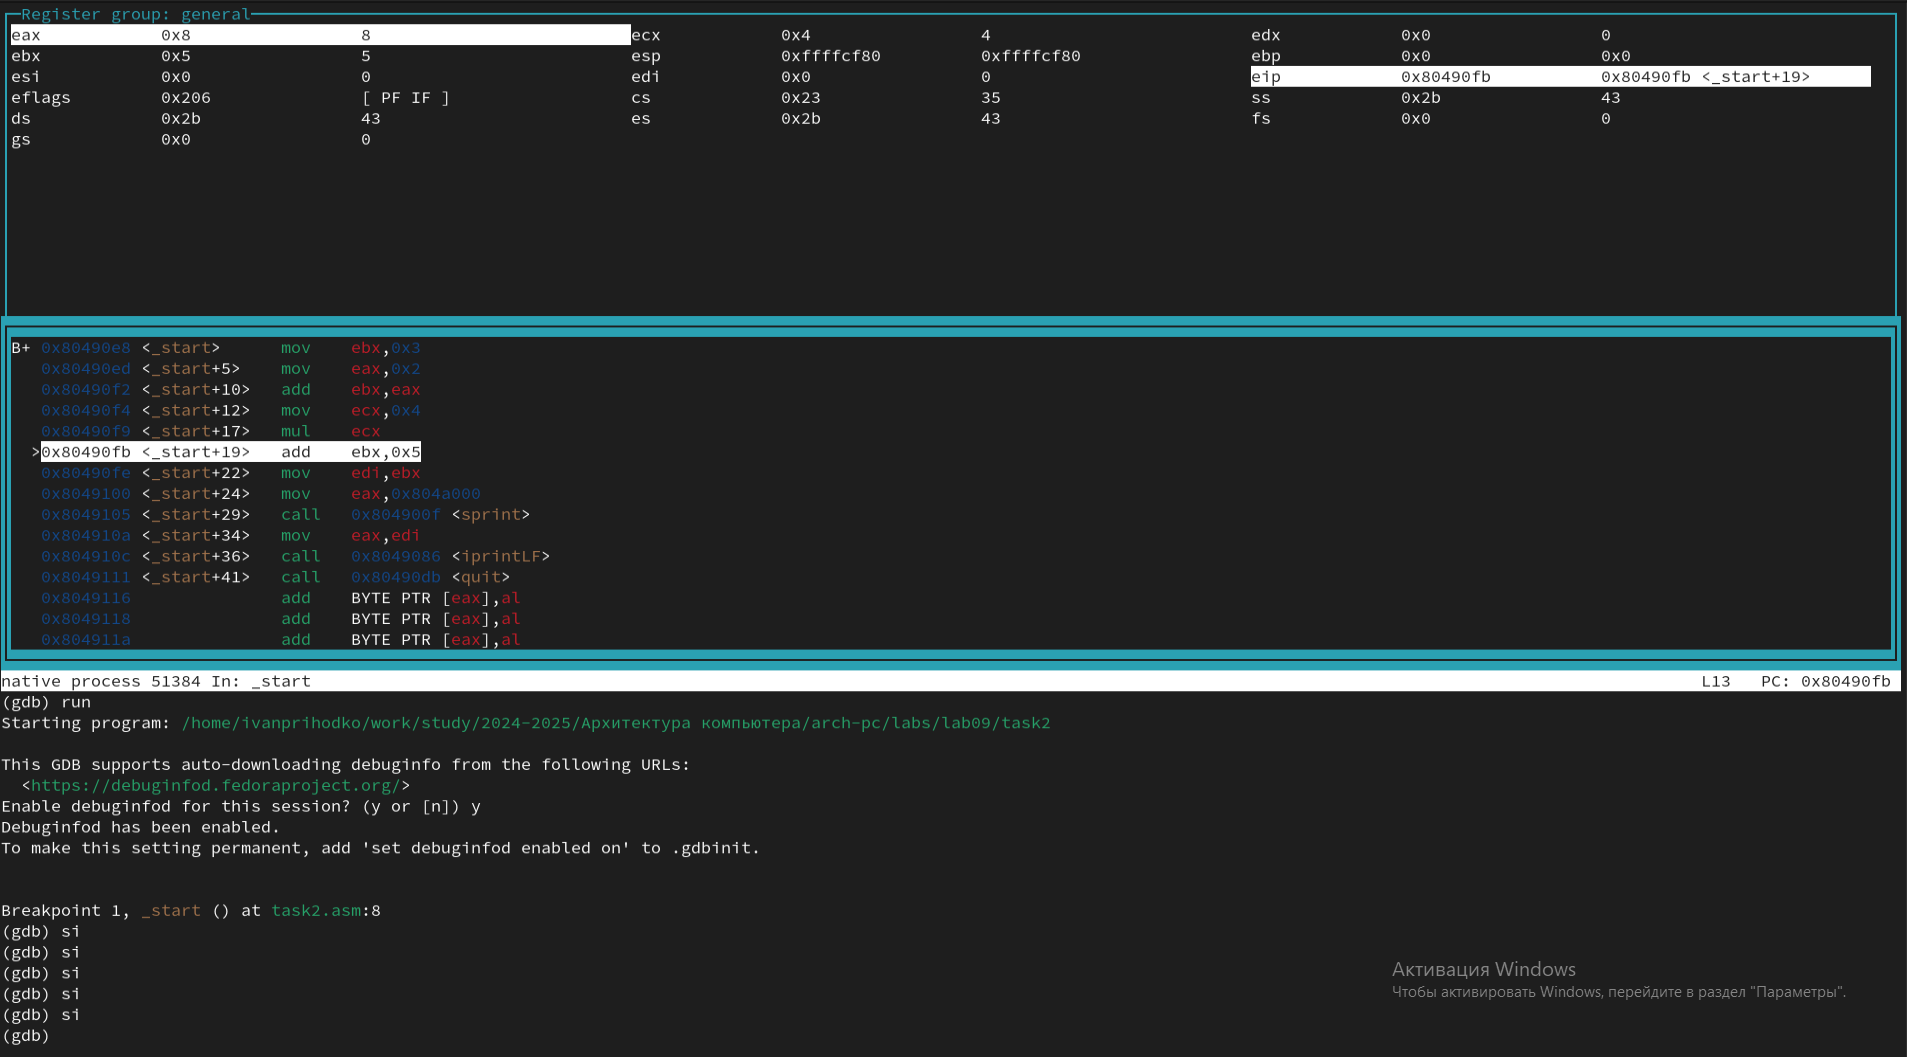 Register group: general
eax 0x8 8 ecx 0x4 4 edx 0x0 0
ebx 0x5 5 esp 0xffffcf80 0xffffcf80 ebp 0x0 0x0
esi 0x0 0 edi 0x0 0 eip 0x80490fb 0x80490fb <_start+19>
eflags 0x206 [ PF IF ] cs 0x23 35 ss 0x2b 43
ds 0x2b 43 es 0x2b 43 fs 0x0 0
gs 0x0 0
B+ 0x80490e8 <_start> mov ebx,0x3
0x80490ed <_start+5> mov eax,0x2
0x80490f2 <_start+10> add ebx,eax
0x80490f4 <_start+12> mov ecx,0x4
0x80490f9 <_start+17> mul ecx
>0x80490fb <_start+19> add ebx,0x5
0x80490fe <_start+22> mov edi,ebx
0x8049100 <_start+24> mov eax,0x804a000
0x8049105 <_start+29> call 0x804900f <sprint>
0x804910a <_start+34> mov eax,edi
0x804910c <_start+36> call 0x8049086 <iprintLF>
0x8049111 <_start+41> call 0x80490db <quit>
0x8049116 add BYTE PTR [eax],al
0x8049118 add BYTE PTR [eax],al
0x804911a add BYTE PTR [eax],al
native process 51384 In: _start L13 PC: 0x80490fb
(gdb) run
Starting program: /home/ivanprihodko/work/study/2024-2025/Архитектура компьютера/arch-pc/labs/lab09/task2
This GDB supports auto-downloading debuginfo from the following URLs:
<https://debuginfod.fedoraproject.org/>
Enable debuginfod for this session? (y or [n]) y
Debuginfod has been enabled.
To make this setting permanent, add 'set debuginfod enabled on' to .gdbinit.
Breakpoint 1, _start () at task2.asm:8
(gdb) si
(gdb) si
(gdb) si
(gdb) si
(gdb) si
(gdb)
Активация Windows
Чтобы активировать Windows, перейдите в раздел "Параметры".